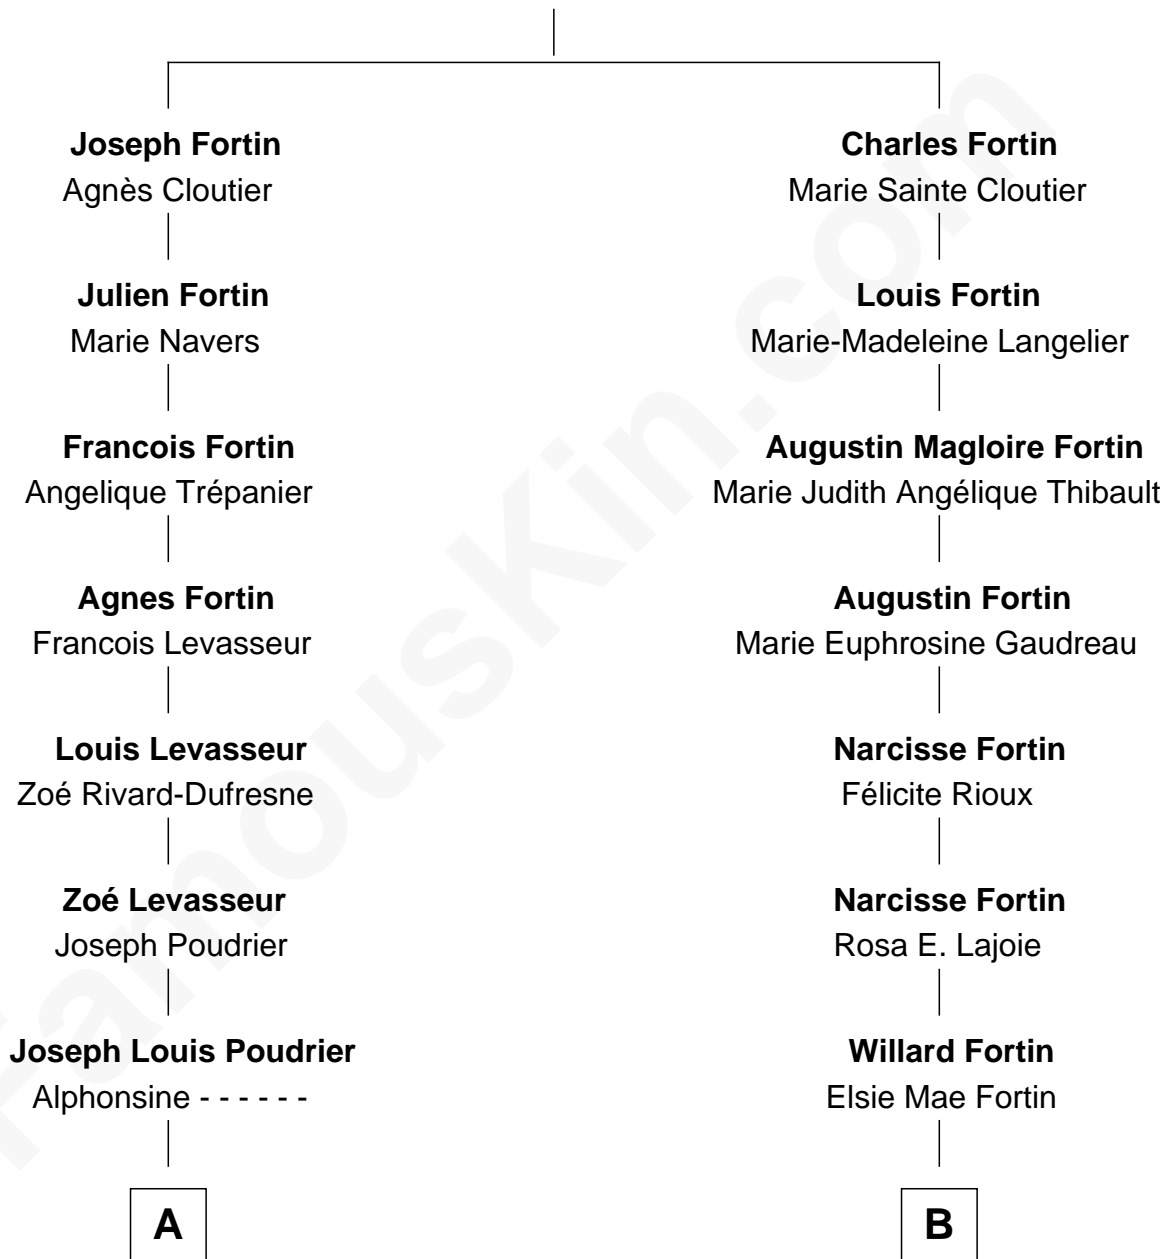 Joseph Fortin
Agnès Cloutier
Julien Fortin
Marie Navers
Francois Fortin
Angelique Trépanier
Agnes Fortin
Francois Levasseur
Louis Levasseur
Zoé Rivard-Dufresne
Zoé Levasseur
Joseph Poudrier
Joseph Louis Poudrier
Alphonsine - - - - - -
A
Charles Fortin
Marie Sainte Cloutier
Louis Fortin
Marie-Madeleine Langelier
Augustin Magloire Fortin
Marie Judith Angélique Thibault
Augustin Fortin
Marie Euphrosine Gaudreau
Narcisse Fortin
Félicite Rioux
Narcisse Fortin
Rosa E. Lajoie
Willard Fortin
Elsie Mae Fortin
B
FamousKin.com